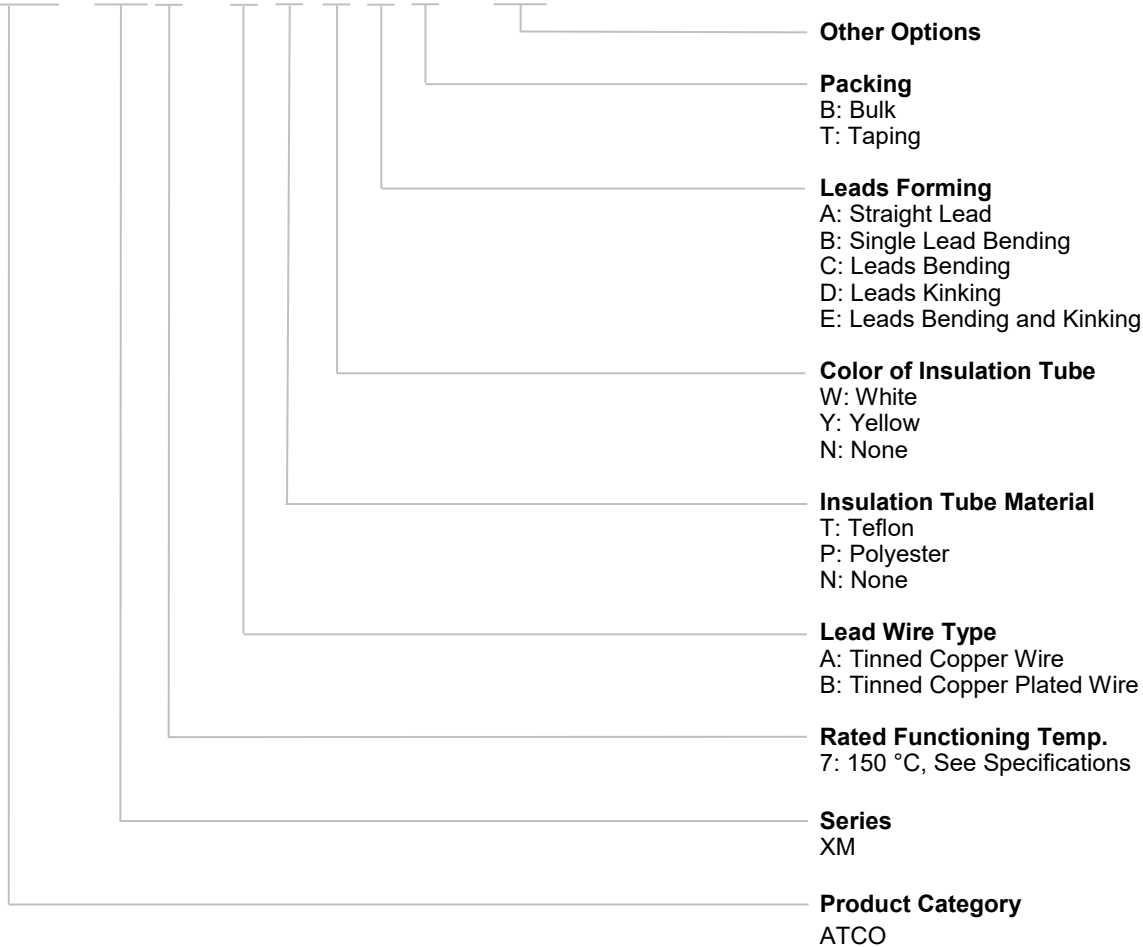 Other Options
Packing
B: Bulk
T: Taping
Leads Forming
A: Straight Lead
B: Single Lead Bending
C: Leads Bending
D: Leads Kinking
E: Leads Bending and Kinking
Color of Insulation Tube
W: White
Y: Yellow
N: None
Insulation Tube Material
T: Teflon
P: Polyester
N: None
Lead Wire Type
A: Tinned Copper Wire
B: Tinned Copper Plated Wire
Rated Functioning Temp.
7: 150 °C, See Specifications
Series
XM
Product Category
ATCO